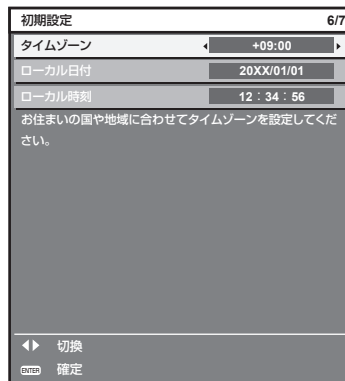 初期設定 6/7
タイムゾーン +09:00
ローカル日付 20XX/01/01
ローカル時刻 12：34：56
お住まいの国や地域に合わせてタイムゾーンを設定してくだ
さい。
切換
ENTER 確定